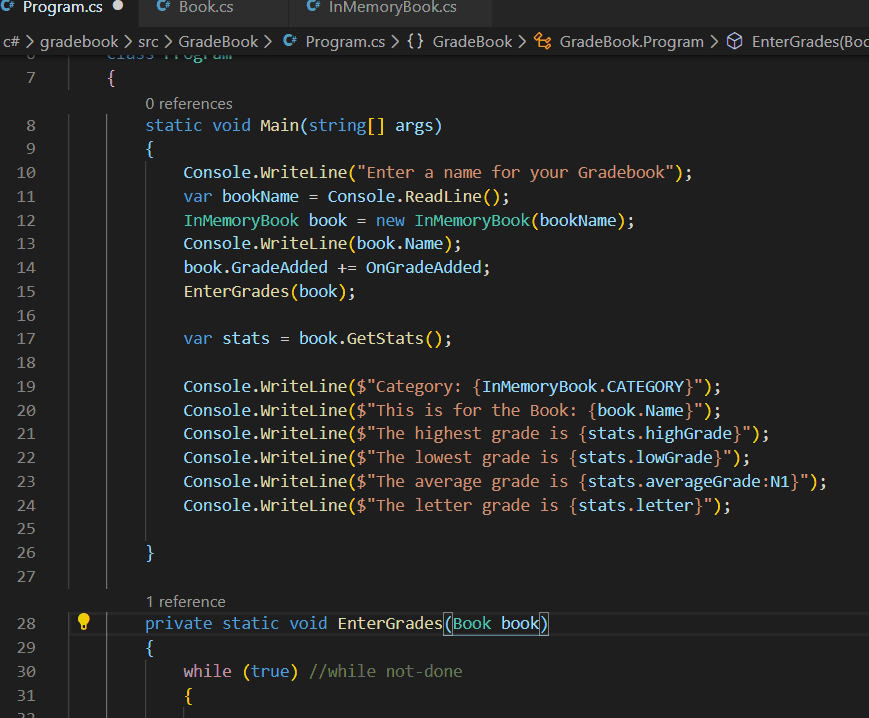 Program.cs ● Book.cs InMemoryBook.cs
c# > gradebook > src > GradeBook > Program.cs > {} GradeBook > GradeBook.Program > EnterGrades(Boo
6 class Program
7 {
0 references
8 static void Main(string[] args)
9 {
10 Console.WriteLine("Enter a name for your Gradebook");
11 var bookName = Console.ReadLine();
12 InMemoryBook book = new InMemoryBook(bookName);
13 Console.WriteLine(book.Name);
14 book.GradeAdded += OnGradeAdded;
15 EnterGrades(book);
16
17 var stats = book.GetStats();
18
19 Console.WriteLine($"Category: {InMemoryBook.CATEGORY}");
20 Console.WriteLine($"This is for the Book: {book.Name}");
21 Console.WriteLine($"The highest grade is {stats.highGrade}");
22 Console.WriteLine($"The lowest grade is {stats.lowGrade}");
23 Console.WriteLine($"The average grade is {stats.averageGrade:N1}");
24 Console.WriteLine($"The letter grade is {stats.letter}");
25
26 }
27
1 reference
28 private static void EnterGrades(Book book)
29 {
30 while (true) //while not-done
31 {
32